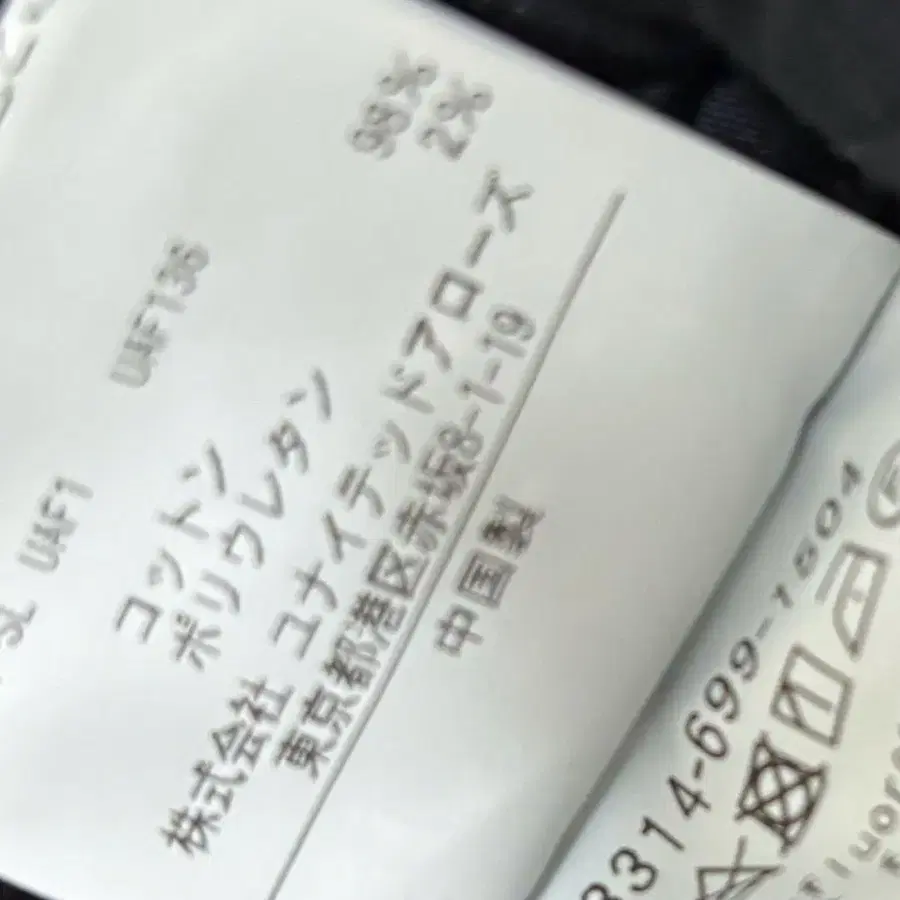 SL UAF1
UAF136
コットン 98%
ポリウレタン 2%
株式会社 ユナイテッドアローズ
東京都港区赤坂8-1-19
中国製
3314-699-1504